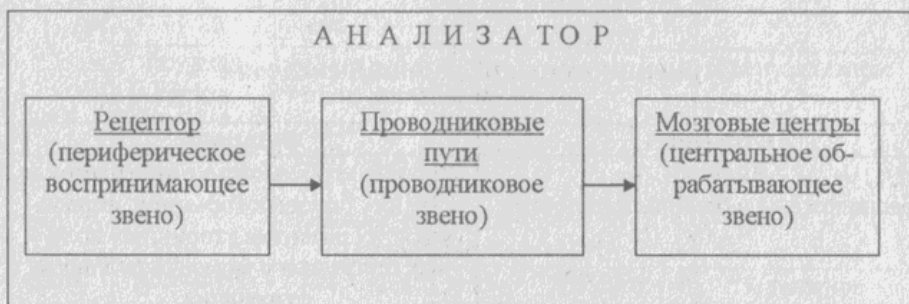 АНАЛИЗАТОР
Рецептор
(периферическое
воспринимающее
звено)
Проводниковые
пути
(проводниковое
звено)
Мозговые центры
(центральное об-
рабатывающее
звено)